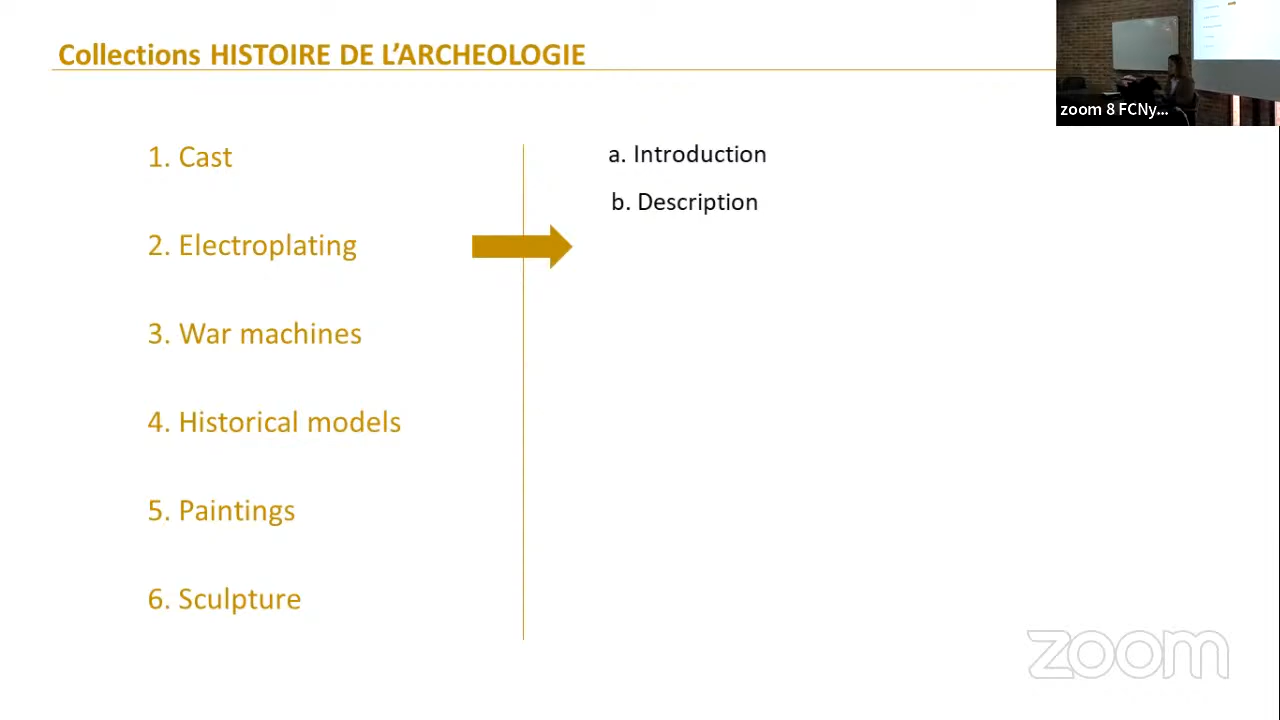 Collections HISTOIRE DE L’ARCHEOLOGIE
zoom 8 FCNy...
1. Cast
2. Electroplating
3. War machines
4. Historical models
5. Paintings
6. Sculpture
a. Introduction
b. Description
zoom